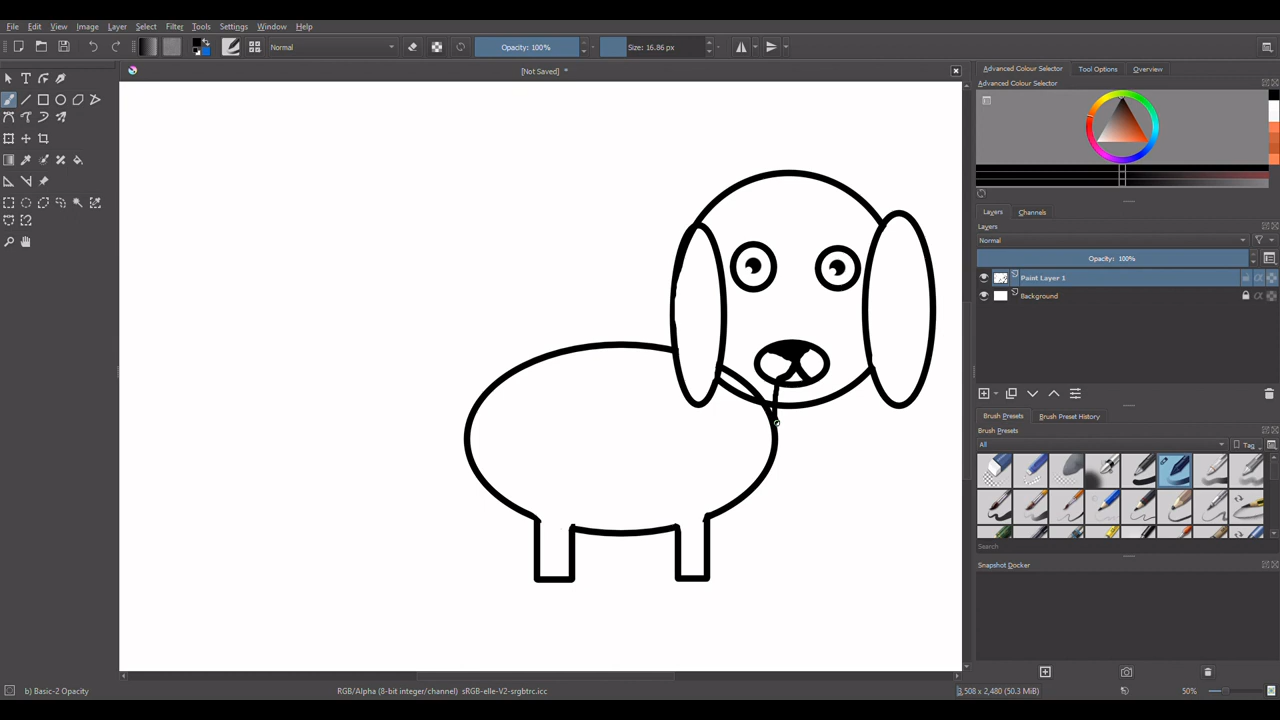 File Edit View Image Layer Select Filter Tools Settings Window Help
Normal Opacity: 100% Size: 16.86 px
[Not Saved] *
Advanced Colour Selector Tool Options Overview
Advanced Colour Selector
Layers Channels
Layers
Normal
Opacity: 100%
Paint Layer 1
Background
Brush Presets Brush Preset History
Brush Presets
All Tag
Search
Snapshot Docker
b) Basic-2 Opacity RGB/Alpha (8-bit integer/channel) sRGB-elle-V2-srgbtrc.icc 3,508 x 2,480 (50.3 MiB) 50%